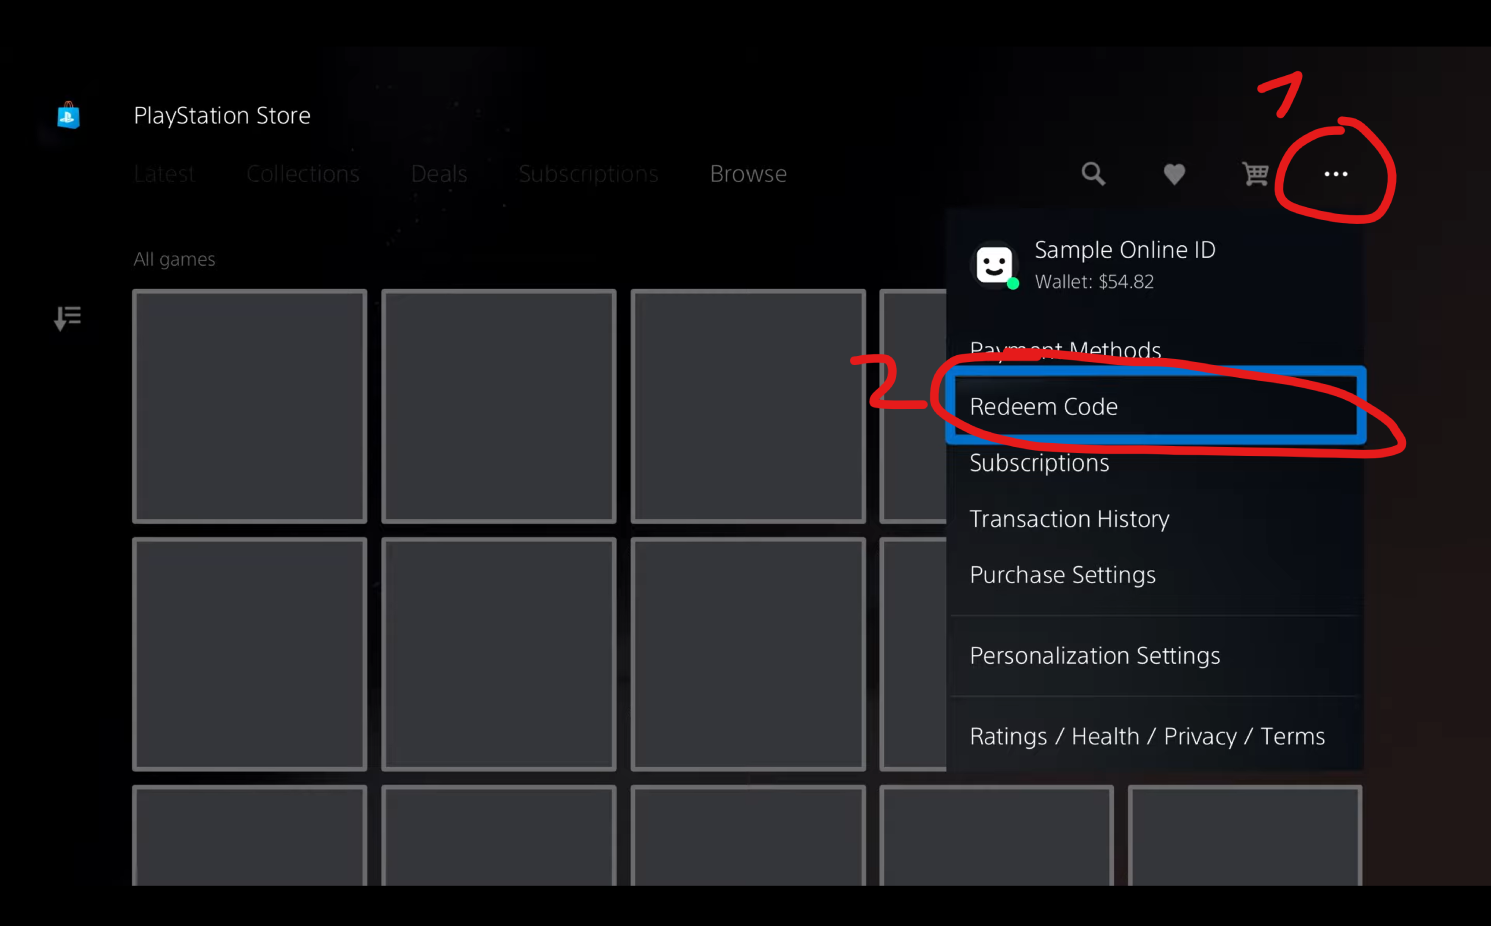 1
PlayStation Store
Latest Collections Deals Subscriptions Browse
All games
Sample Online ID
Wallet: $54.82
Payment Methods
2
Redeem Code
Subscriptions
Transaction History
Purchase Settings
Personalization Settings
Ratings / Health / Privacy / Terms